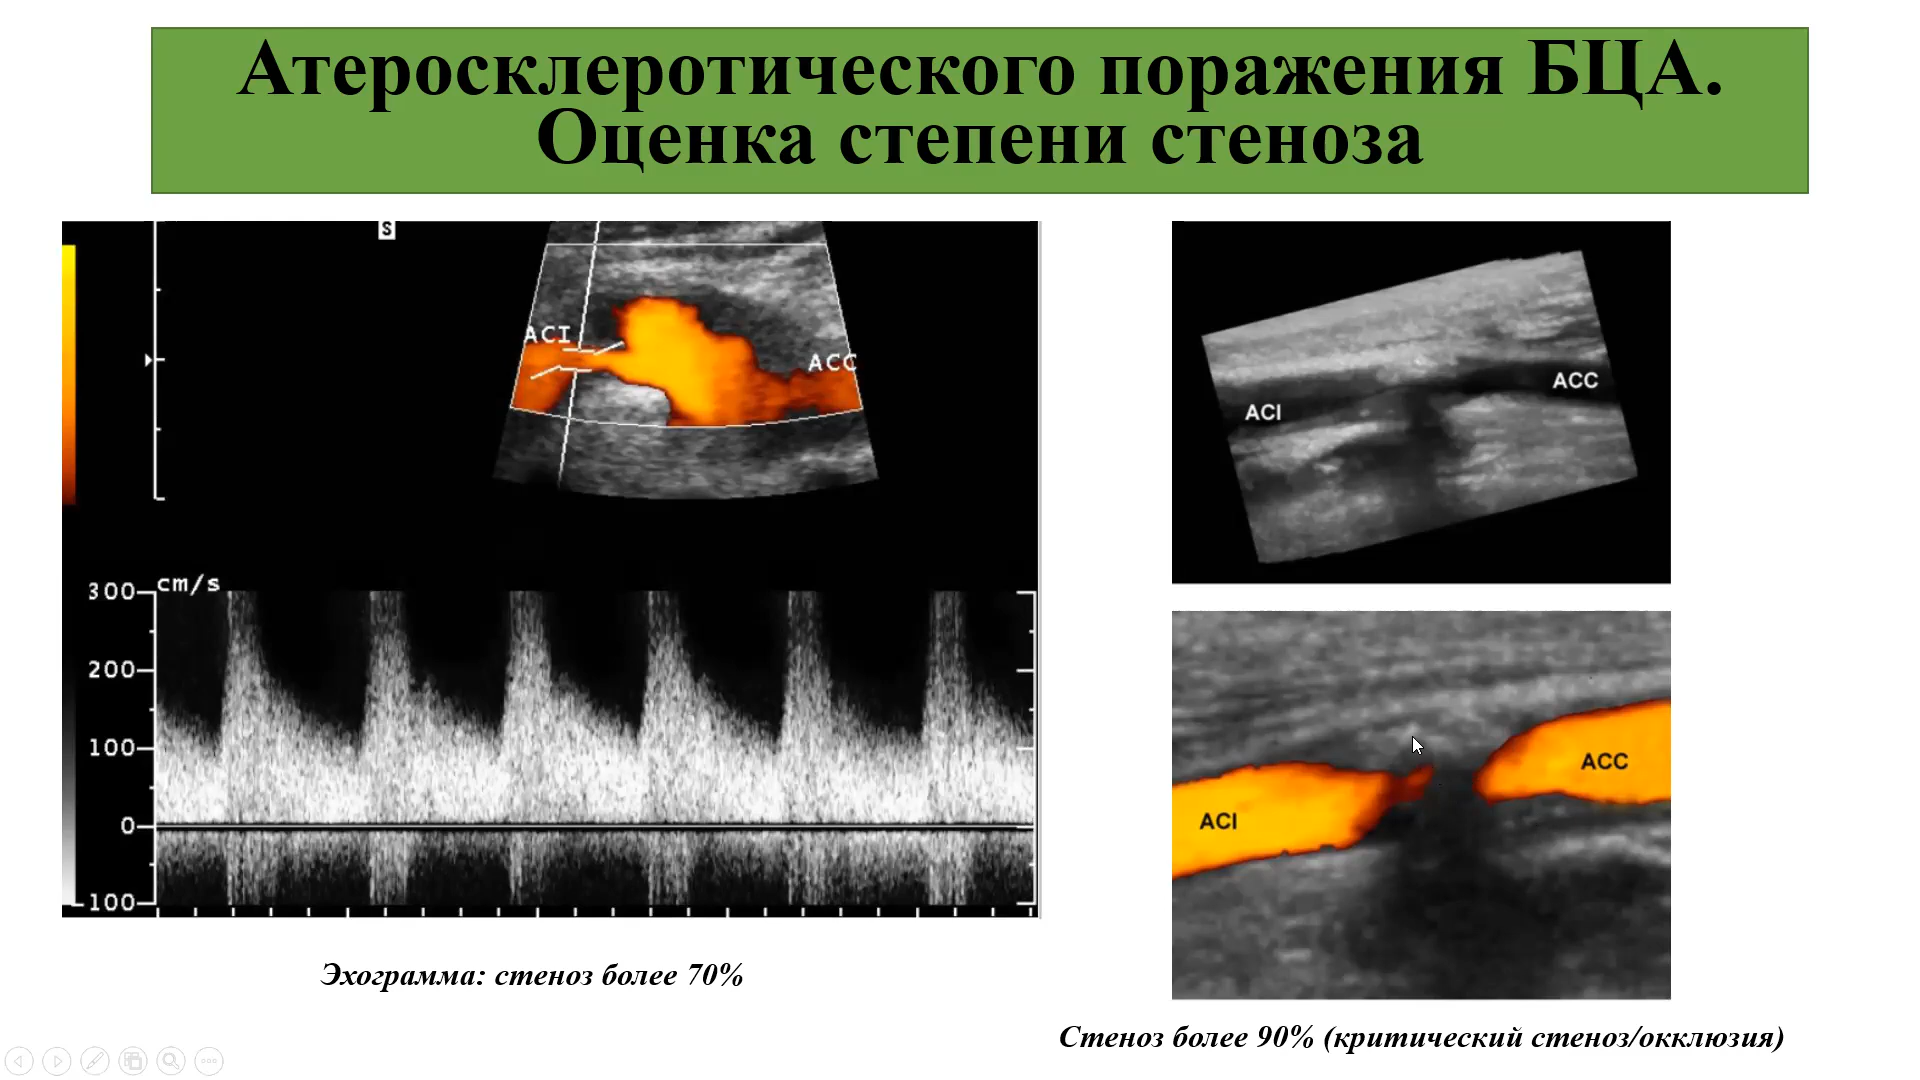 Атеросклеротического поражения БЦА.
Оценка степени стеноза
S
ACI
ACC
cm/s
300
200
100
0
-100
Эхограмма: стеноз более 70%
ACC
ACI
ACC
ACI
Стеноз более 90% (критический стеноз/окклюзия)